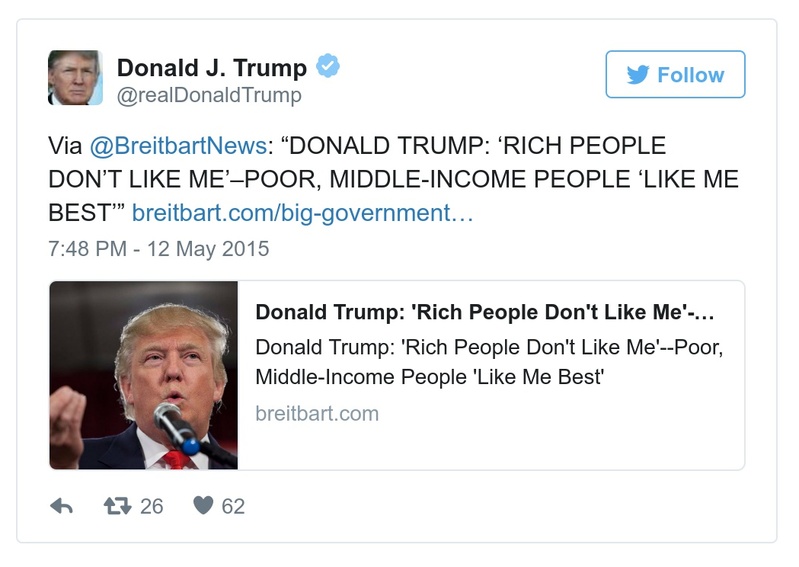 Donald J. Trump
@realDonaldTrump
Follow
Via @BreitbartNews: “DONALD TRUMP: ‘RICH PEOPLE
DON’T LIKE ME’–POOR, MIDDLE-INCOME PEOPLE ‘LIKE ME
BEST’” breitbart.com/big-government…
7:48 PM - 12 May 2015
Donald Trump: 'Rich People Don't Like Me'-…
Donald Trump: 'Rich People Don't Like Me'--Poor,
Middle-Income People 'Like Me Best'
breitbart.com
26 62